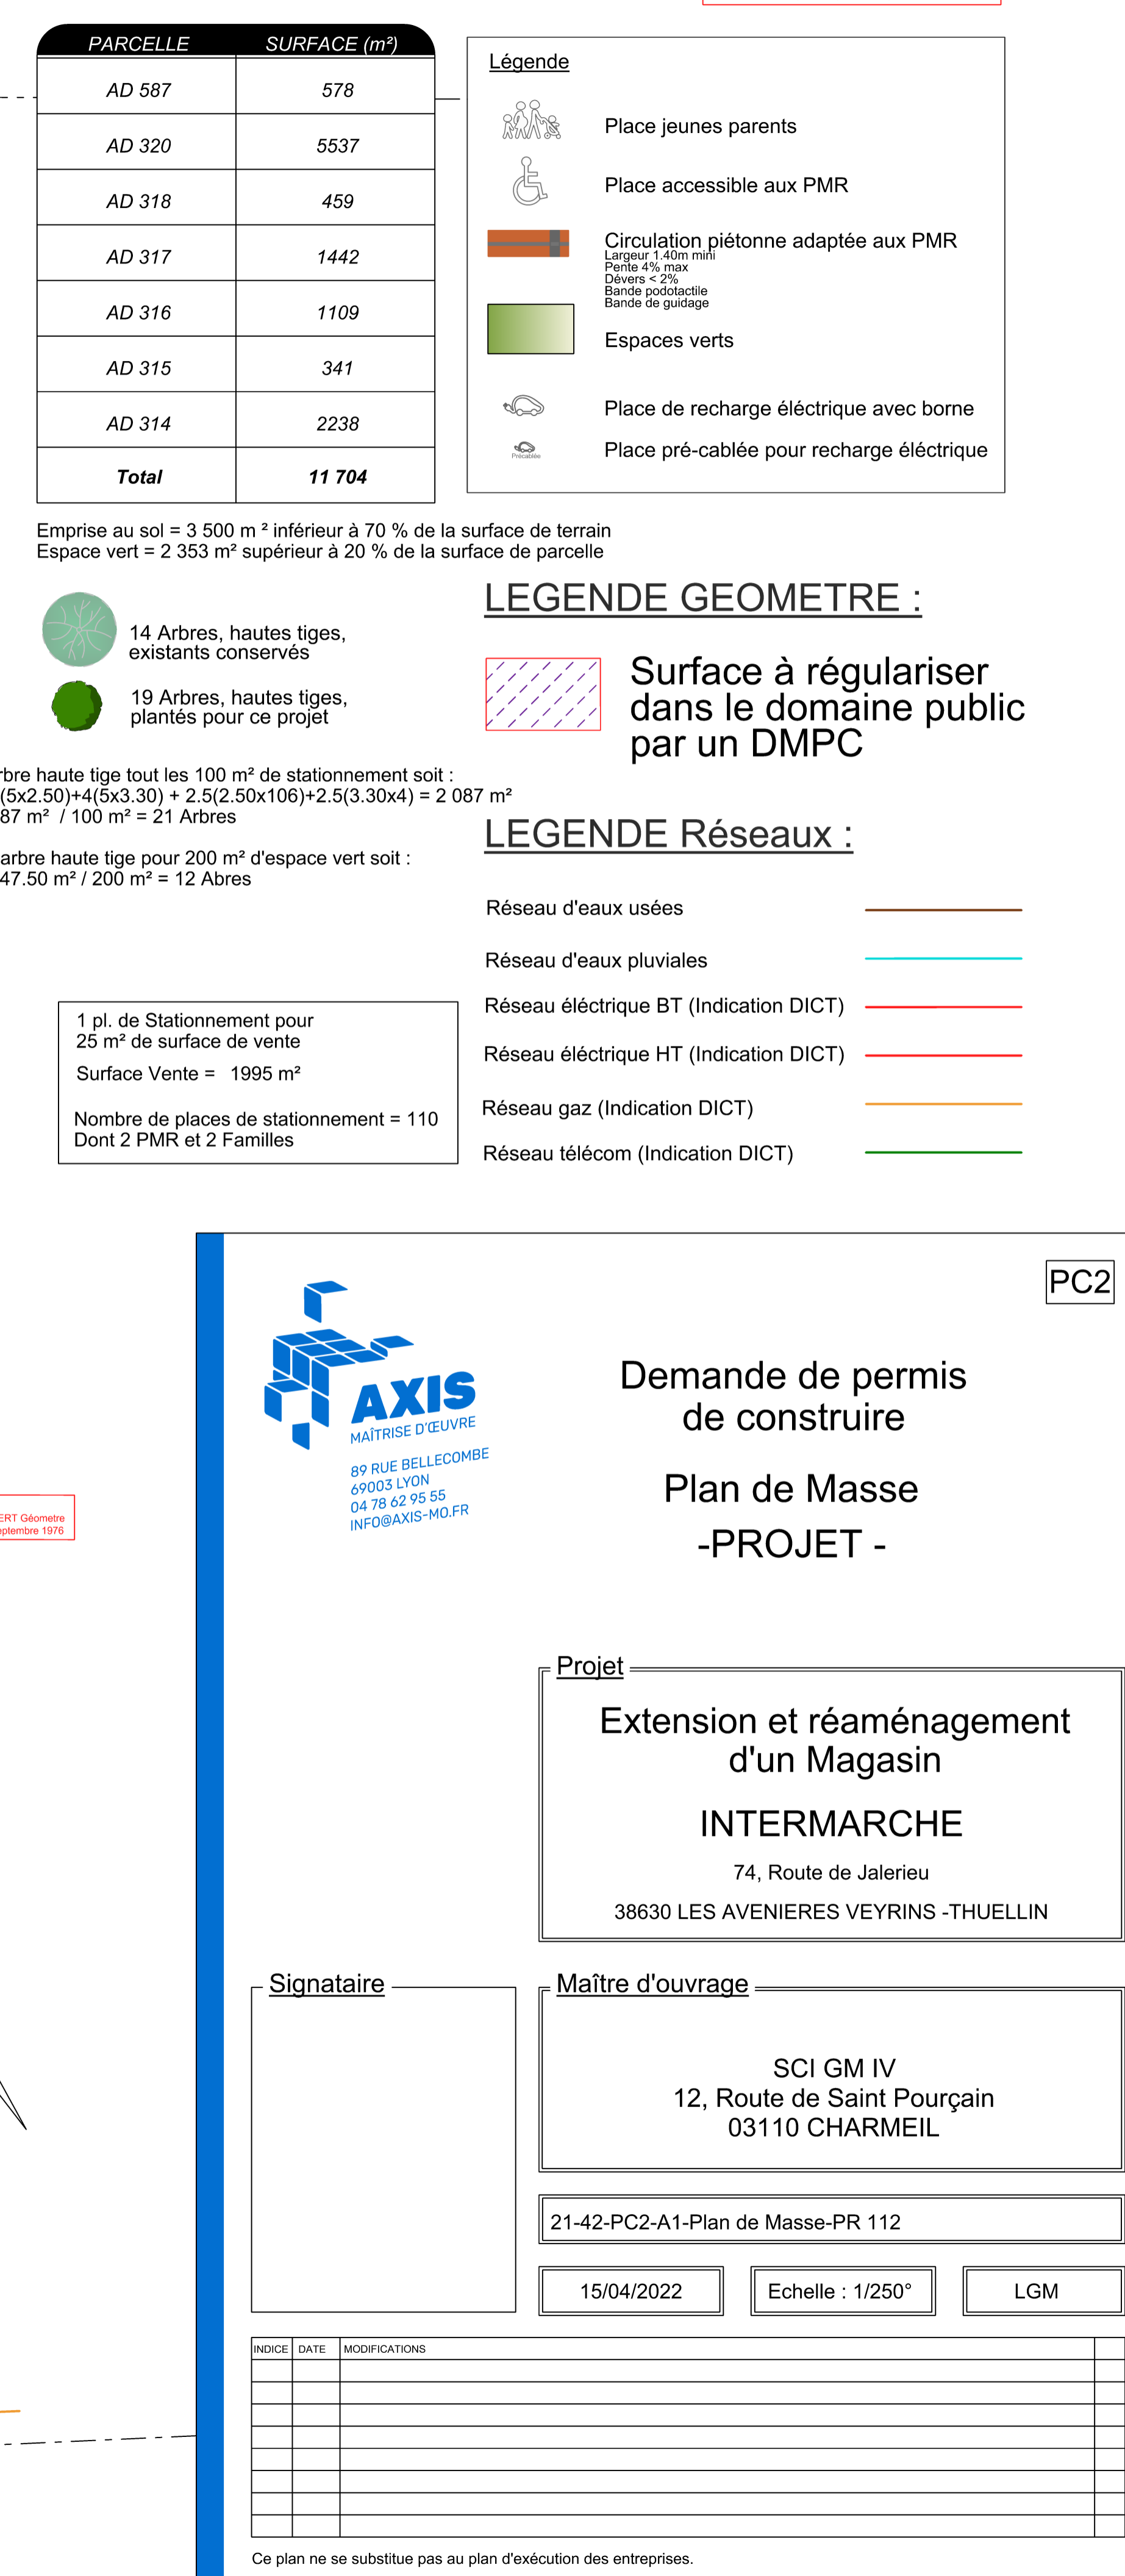 PARCELLE SURFACE (m²)
AD 587 578
AD 320 5537
AD 318 459
AD 317 1442
AD 316 1109
AD 315 341
AD 314 2238
Total 11 704
Légende
Place jeunes parents
Place accessible aux PMR
Circulation piétonne adaptée aux PMR
Largeur 1.40m mini
Pente 4% max
Dévers < 2%
Bande podotactile
Bande de guidage
Espaces verts
Place de recharge éléctrique avec borne
Précablée
Place pré-cablée pour recharge éléctrique
Emprise au sol = 3 500 m ² inférieur à 70 % de la surface de terrain
Espace vert = 2 353 m² supérieur à 20 % de la surface de parcelle
14 Arbres, hautes tiges,
existants conservés
19 Arbres, hautes tiges,
plantés pour ce projet
rbre haute tige tout les 100 m² de stationnement soit :
(5x2.50)+4(5x3.30) + 2.5(2.50x106)+2.5(3.30x4) = 2 087 m²
87 m² / 100 m² = 21 Arbres
arbre haute tige pour 200 m² d'espace vert soit :
47.50 m² / 200 m² = 12 Abres
LEGENDE GEOMETRE :
Surface à régulariser
dans le domaine public
par un DMPC
LEGENDE Réseaux :
Réseau d'eaux usées
Réseau d'eaux pluviales
Réseau éléctrique BT (Indication DICT)
Réseau éléctrique HT (Indication DICT)
Réseau gaz (Indication DICT)
Réseau télécom (Indication DICT)
1 pl. de Stationnement pour
25 m² de surface de vente
Surface Vente = 1995 m²
Nombre de places de stationnement = 110
Dont 2 PMR et 2 Familles
PC2
AXIS
MAÎTRISE D'ŒUVRE
89 RUE BELLECOMBE
69003 LYON
04 78 62 95 55
INFO@AXIS-MO.FR
Demande de permis
de construire
Plan de Masse
-PROJET -
ERT Géometre
eptembre 1976
Projet
Extension et réaménagement
d'un Magasin
INTERMARCHE
74, Route de Jalerieu
38630 LES AVENIERES VEYRINS -THUELLIN
Signataire
Maître d'ouvrage
SCI GM IV
12, Route de Saint Pourçain
03110 CHARMEIL
21-42-PC2-A1-Plan de Masse-PR 112
15/04/2022 Echelle : 1/250° LGM
INDICE DATE MODIFICATIONS
Ce plan ne se substitue pas au plan d'exécution des entreprises.